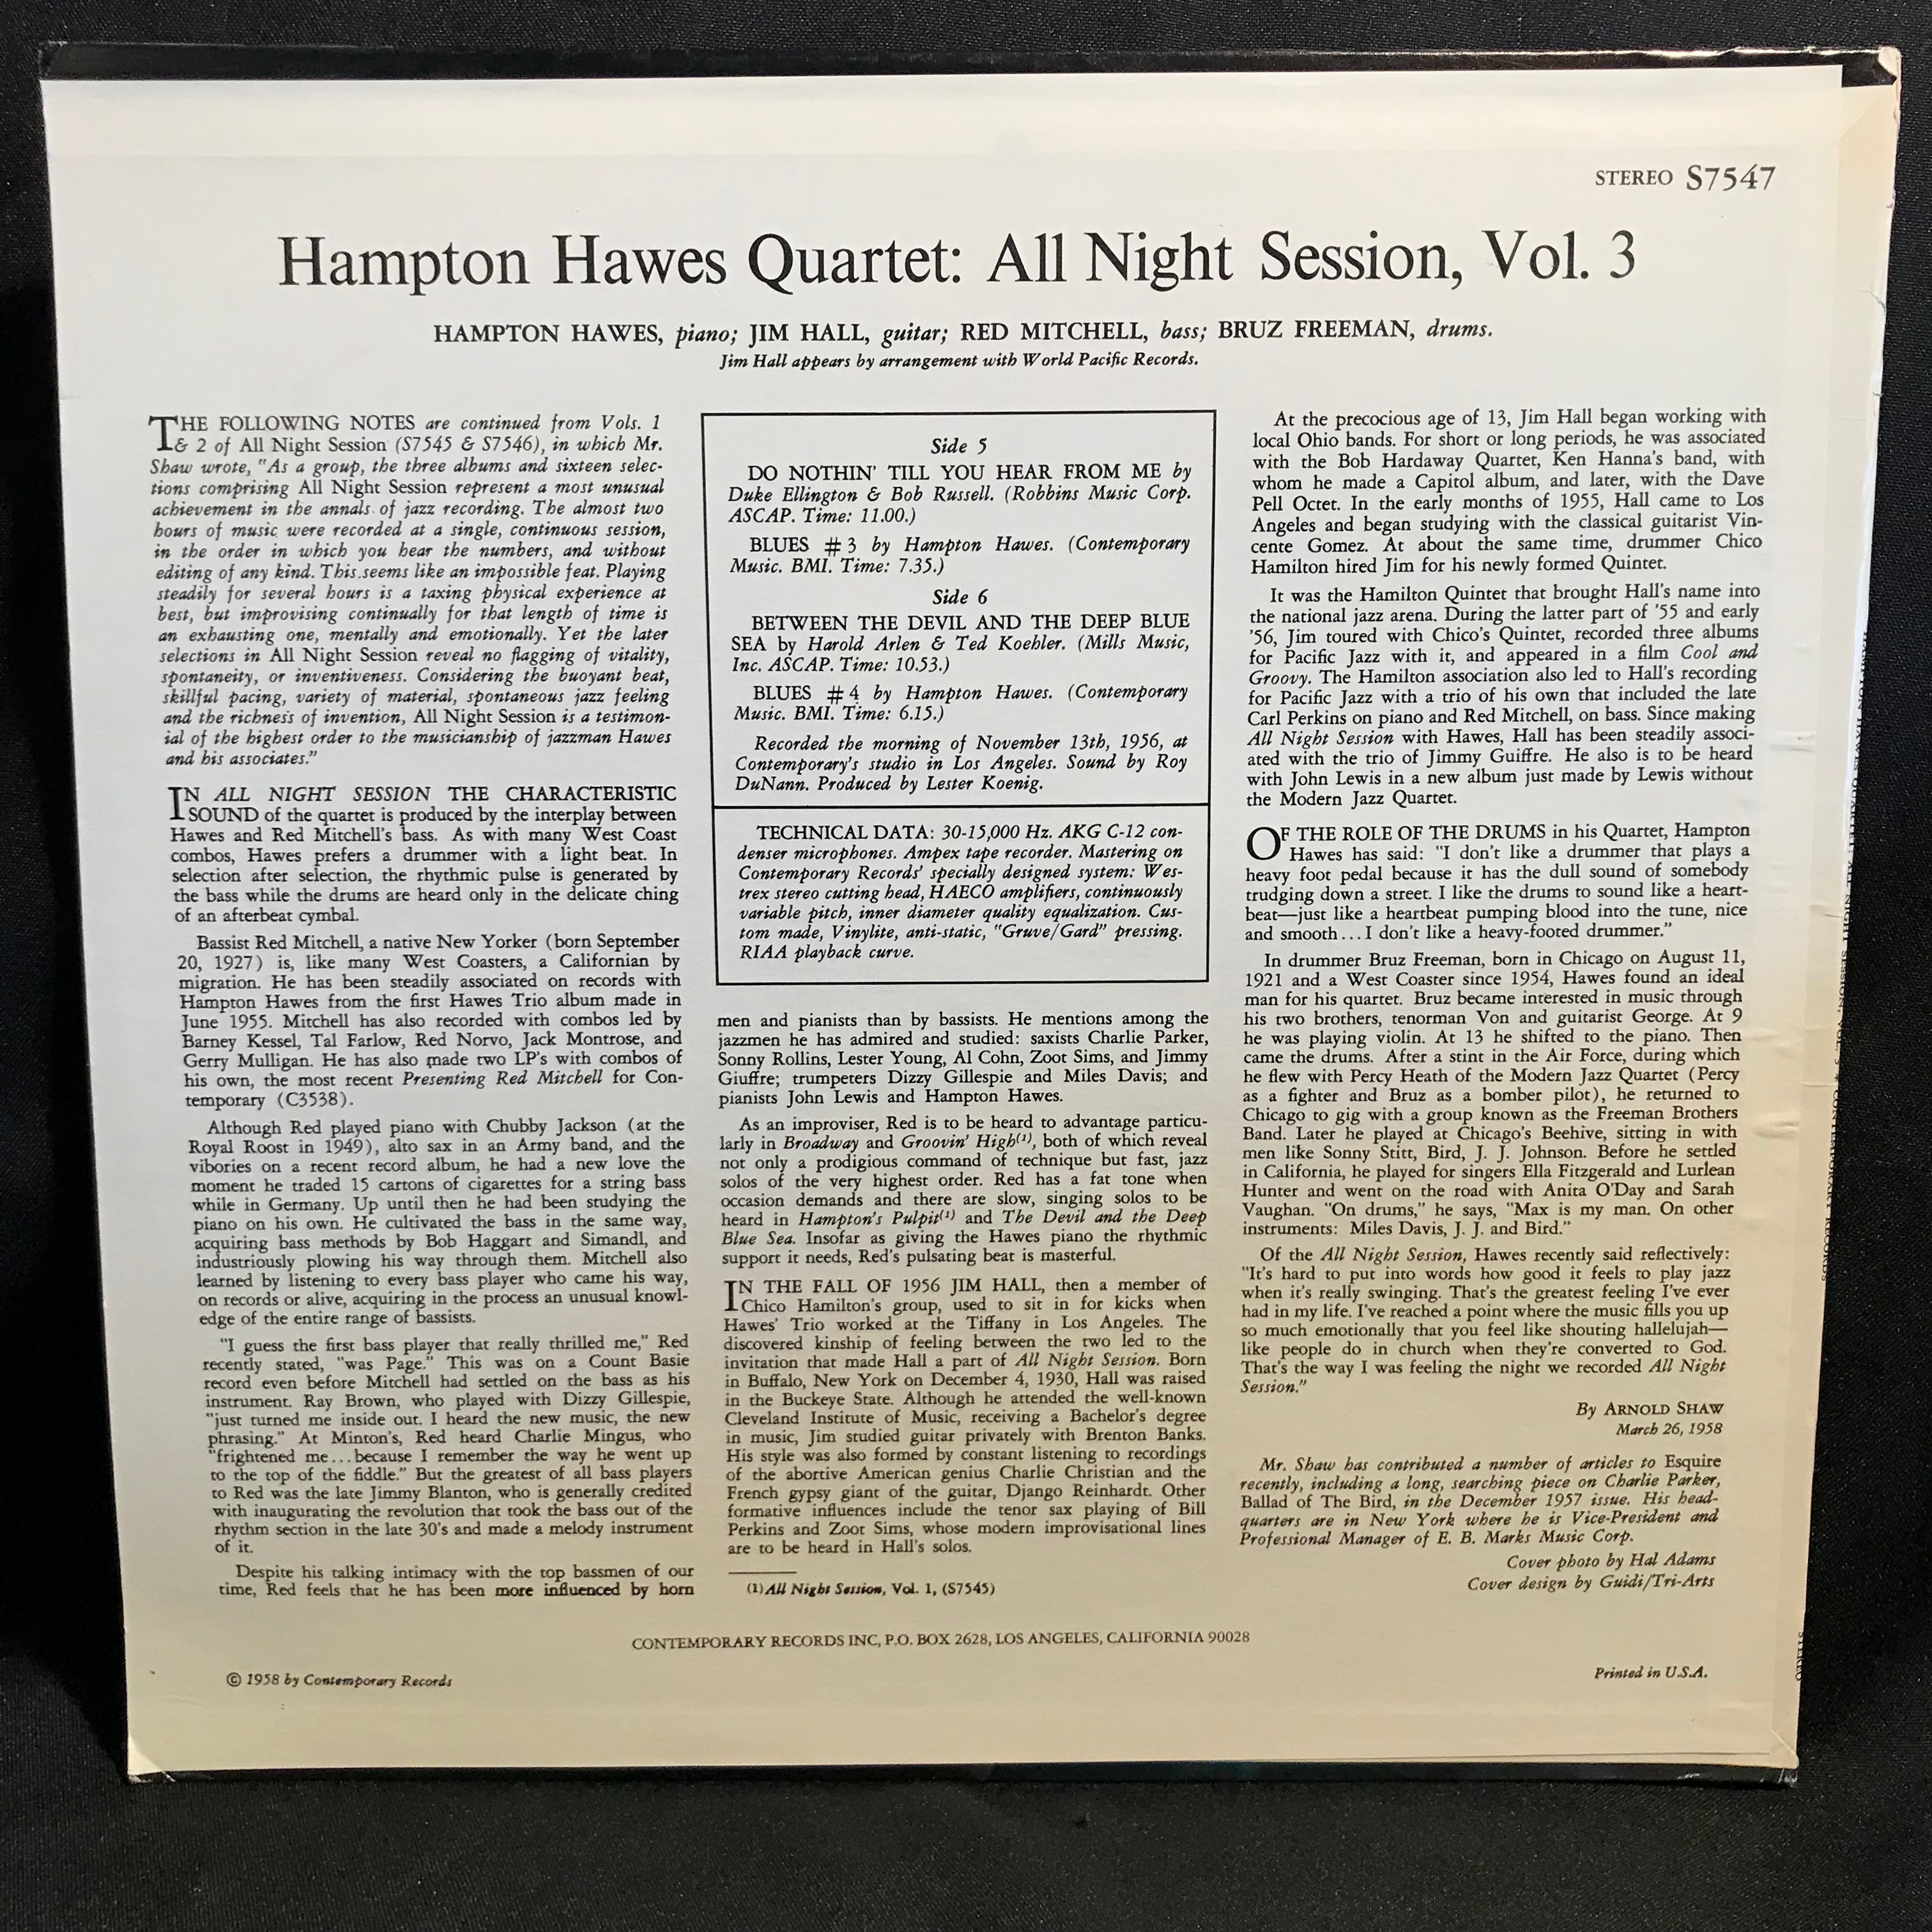 STEREO S7547
Hampton Hawes Quartet: All Night Session, Vol. 3
HAMPTON HAWES, piano; JIM HALL, guitar; RED MITCHELL, bass; BRUZ FREEMAN, drums.
Jim Hall appears by arrangement with World Pacific Records.
THE FOLLOWING NOTES are continued from Vols. 1
& 2 of All Night Session (S7545 & S7546), in which Mr.
Shaw wrote, "As a group, the three albums and sixteen selec-
tions comprising All Night Session represent a most unusual
achievement in the annals of jazz recording. The almost two
hours of music were recorded at a single, continuous session,
in the order in which you hear the numbers, and without
editing of any kind. This seems like an impossible feat. Playing
steadily for several hours is a taxing physical experience at
best, but improvising continually for that length of time is
an exhausting one, mentally and emotionally. Yet the later
selections in All Night Session reveal no flagging of vitality,
spontaneity, or inventiveness. Considering the buoyant beat,
skillful pacing, variety of material, spontaneous jazz feeling
and the richness of invention, All Night Session is a testimon-
ial of the highest order to the musicianship of jazzman Hawes
and his associates."
IN ALL NIGHT SESSION THE CHARACTERISTIC
SOUND of the quartet is produced by the interplay between
Hawes and Red Mitchell's bass. As with many West Coast
combos, Hawes prefers a drummer with a light beat. In
selection after selection, the rhythmic pulse is generated by
the bass while the drums are heard only in the delicate ching
of an afterbeat cymbal.
Bassist Red Mitchell, a native New Yorker (born September
20, 1927) is, like many West Coasters, a Californian by
migration. He has been steadily associated on records with
Hampton Hawes from the first Hawes Trio album made in
June 1955. Mitchell has also recorded with combos led by
Barney Kessel, Tal Farlow, Red Norvo, Jack Montrose, and
Gerry Mulligan. He has also made two LP's with combos of
his own, the most recent Presenting Red Mitchell for Con-
temporary (C3538).
Although Red played piano with Chubby Jackson (at the
Royal Roost in 1949), alto sax in an Army band, and the
vibories on a recent record album, he had a new love the
moment he traded 15 cartons of cigarettes for a string bass
while in Germany. Up until then he had been studying the
piano on his own. He cultivated the bass in the same way,
acquiring bass methods by Bob Haggart and Simandl, and
industriously plowing his way through them. Mitchell also
learned by listening to every bass player who came his way,
on records or alive, acquiring in the process an unusual knowl-
edge of the entire range of bassists.
"I guess the first bass player that really thrilled me," Red
recently stated, "was Page." This was on a Count Basie
record even before Mitchell had settled on the bass as his
instrument. Ray Brown, who played with Dizzy Gillespie,
"just turned me inside out. I heard the new music, the new
phrasing." At Minton's, Red heard Charlie Mingus, who
"frightened me...because I remember the way he went up
to the top of the fiddle." But the greatest of all bass players
to Red was the late Jimmy Blanton, who is generally credited
with inaugurating the revolution that took the bass out of the
rhythm section in the late 30's and made a melody instrument
of it.
Despite his talking intimacy with the top bassmen of our
time, Red feels that he has been more influenced by horn
Side 5
DO NOTHIN' TILL YOU HEAR FROM ME by
Duke Ellington & Bob Russell. (Robbins Music Corp.
ASCAP. Time: 11.00.)
BLUES #3 by Hampton Hawes. (Contemporary
Music. BMI. Time: 7.35.)
Side 6
BETWEEN THE DEVIL AND THE DEEP BLUE
SEA by Harold Arlen & Ted Koehler. (Mills Music,
Inc. ASCAP. Time: 10.53.)
BLUES #4 by Hampton Hawes. (Contemporary
Music. BMI. Time: 6.15.)
Recorded the morning of November 13th, 1956, at
Contemporary's studio in Los Angeles. Sound by Roy
DuNann. Produced by Lester Koenig.
TECHNICAL DATA: 30-15,000 Hz. AKG C-12 con-
denser microphones. Ampex tape recorder. Mastering on
Contemporary Records' specially designed system: Wes-
trex stereo cutting head, HAECO amplifiers, continuously
variable pitch, inner diameter quality equalization. Cus-
tom made, Vinylite, anti-static, "Gruve/Gard" pressing.
RIAA playback curve.
men and pianists than by bassists. He mentions among the
jazzmen he has admired and studied: saxists Charlie Parker,
Sonny Rollins, Lester Young, Al Cohn, Zoot Sims, and Jimmy
Giuffre; trumpeters Dizzy Gillespie and Miles Davis; and
pianists John Lewis and Hampton Hawes.
As an improviser, Red is to be heard to advantage particu-
larly in Broadway and Groovin' High(1), both of which reveal
not only a prodigious command of technique but fast, jazz
solos of the very highest order. Red has a fat tone when
occasion demands and there are slow, singing solos to be
heard in Hampton's Pulpit(1) and The Devil and the Deep
Blue Sea. Insofar as giving the Hawes piano the rhythmic
support it needs, Red's pulsating beat is masterful.
IN THE FALL OF 1956 JIM HALL, then a member of
Chico Hamilton's group, used to sit in for kicks when
Hawes' Trio worked at the Tiffany in Los Angeles. The
discovered kinship of feeling between the two led to the
invitation that made Hall a part of All Night Session. Born
in Buffalo, New York on December 4, 1930, Hall was raised
in the Buckeye State. Although he attended the well-known
Cleveland Institute of Music, receiving a Bachelor's degree
in music, Jim studied guitar privately with Brenton Banks.
His style was also formed by constant listening to recordings
of the abortive American genius Charlie Christian and the
French gypsy giant of the guitar, Django Reinhardt. Other
formative influences include the tenor sax playing of Bill
Perkins and Zoot Sims, whose modern improvisational lines
are to be heard in Hall's solos.
(1) All Night Session, Vol. 1, (S7545)
At the precocious age of 13, Jim Hall began working with
local Ohio bands. For short or long periods, he was associated
with the Bob Hardaway Quartet, Ken Hanna's band, with
whom he made a Capitol album, and later, with the Dave
Pell Octet. In the early months of 1955, Hall came to Los
Angeles and began studying with the classical guitarist Vin-
cente Gomez. At about the same time, drummer Chico
Hamilton hired Jim for his newly formed Quintet.
It was the Hamilton Quintet that brought Hall's name into
the national jazz arena. During the latter part of '55 and early
'56, Jim toured with Chico's Quintet, recorded three albums
for Pacific Jazz with it, and appeared in a film Cool and
Groovy. The Hamilton association also led to Hall's recording
for Pacific Jazz with a trio of his own that included the late
Carl Perkins on piano and Red Mitchell, on bass. Since making
All Night Session with Hawes, Hall has been steadily associ-
ated with the trio of Jimmy Guiffre. He also is to be heard
with John Lewis in a new album just made by Lewis without
the Modern Jazz Quartet.
OF THE ROLE OF THE DRUMS in his Quartet, Hampton
Hawes has said: "I don't like a drummer that plays a
heavy foot pedal because it has the dull sound of somebody
trudging down a street. I like the drums to sound like a heart-
beat—just like a heartbeat pumping blood into the tune, nice
and smooth...I don't like a heavy-footed drummer."
In drummer Bruz Freeman, born in Chicago on August 11,
1921 and a West Coaster since 1954, Hawes found an ideal
man for his quartet. Bruz became interested in music through
his two brothers, tenorman Von and guitarist George. At 9
he was playing violin. At 13 he shifted to the piano. Then
came the drums. After a stint in the Air Force, during which
he flew with Percy Heath of the Modern Jazz Quartet (Percy
as a fighter and Bruz as a bomber pilot), he returned to
Chicago to gig with a group known as the Freeman Brothers
Band. Later he played at Chicago's Beehive, sitting in with
men like Sonny Stitt, Bird, J. J. Johnson. Before he settled
in California, he played for singers Ella Fitzgerald and Lurlean
Hunter and went on the road with Anita O'Day and Sarah
Vaughan. "On drums," he says, "Max is my man. On other
instruments: Miles Davis, J. J. and Bird."
Of the All Night Session, Hawes recently said reflectively:
"It's hard to put into words how good it feels to play jazz
when it's really swinging. That's the greatest feeling I've ever
had in my life. I've reached a point where the music fills you up
so much emotionally that you feel like shouting hallelujah—
like people do in church when they're converted to God.
That's the way I was feeling the night we recorded All Night
Session."
By ARNOLD SHAW
March 26, 1958
Mr. Shaw has contributed a number of articles to Esquire
recently, including a long, searching piece on Charlie Parker,
Ballad of The Bird, in the December 1957 issue. His head-
quarters are in New York where he is Vice-President and
Professional Manager of E. B. Marks Music Corp.
Cover photo by Hal Adams
Cover design by Guidi/Tri-Arts
CONTEMPORARY RECORDS INC, P.O. BOX 2628, LOS ANGELES, CALIFORNIA 90028
© 1958 by Contemporary Records
Printed in U.S.A.